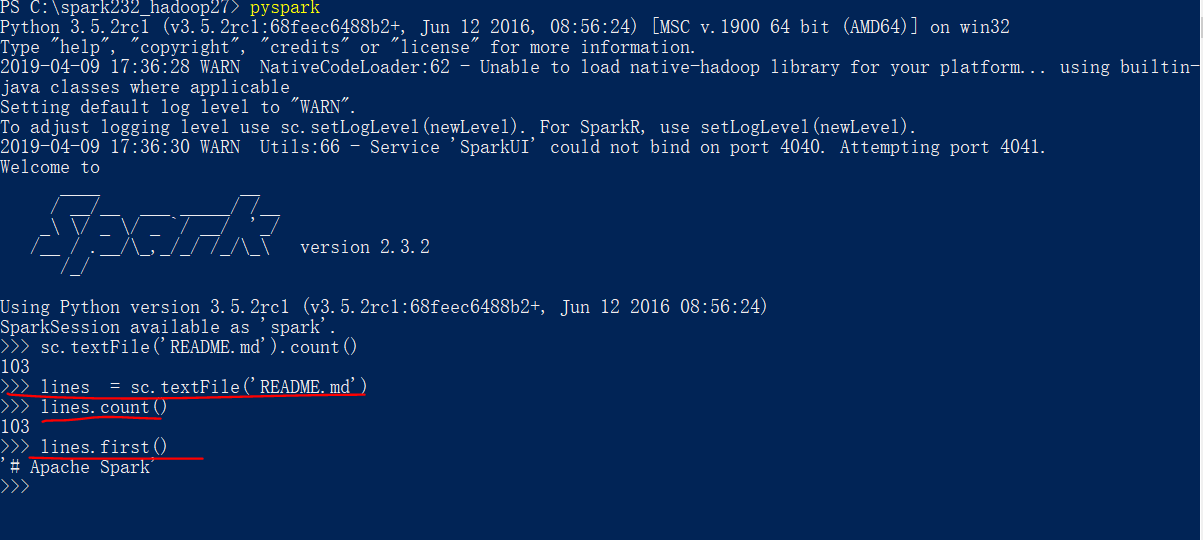 PS C:\spark232_hadoop27> pyspark
Python 3.5.2rc1 (v3.5.2rc1:68feec6488b2+, Jun 12 2016, 08:56:24) [MSC v.1900 64 bit (AMD64)] on win32
Type "help", "copyright", "credits" or "license" for more information.
2019-04-09 17:36:28 WARN  NativeCodeLoader:62 - Unable to load native-hadoop library for your platform... using builtin-
java classes where applicable
Setting default log level to "WARN".
To adjust logging level use sc.setLogLevel(newLevel). For SparkR, use setLogLevel(newLevel).
2019-04-09 17:36:30 WARN  Utils:66 - Service 'SparkUI' could not bind on port 4040. Attempting port 4041.
Welcome to
Spark version 2.3.2
Using Python version 3.5.2rc1 (v3.5.2rc1:68feec6488b2+, Jun 12 2016 08:56:24)
SparkSession available as 'spark'.
>>> sc.textFile('README.md').count()
103
>>> lines  = sc.textFile('README.md')
>>> lines.count()
103
>>> lines.first()
'# Apache Spark'
>>>